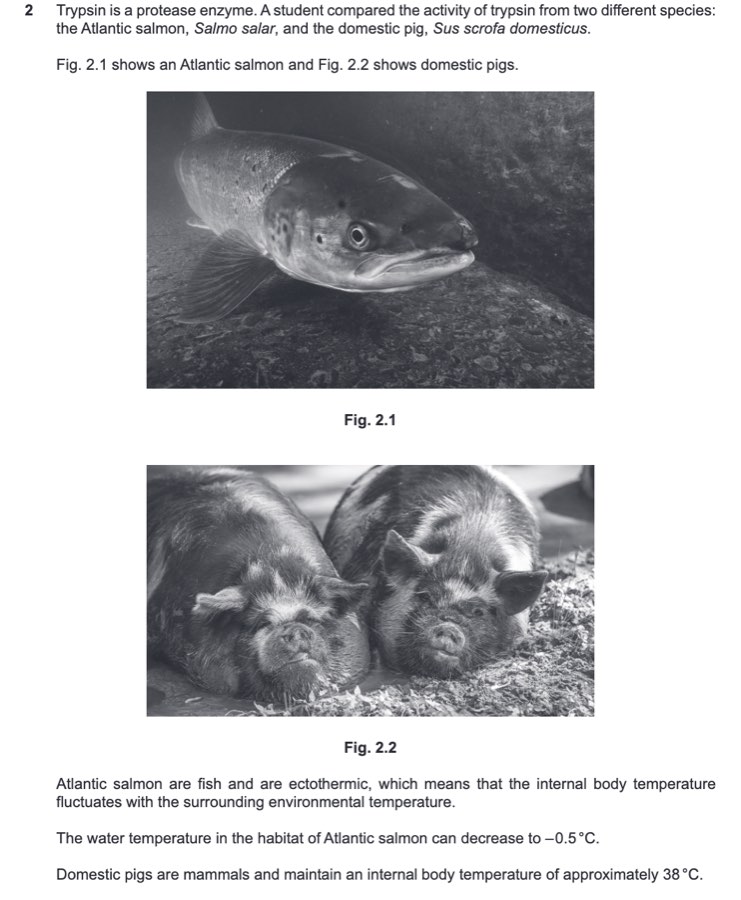 2 Trypsin is a protease enzyme. A student compared the activity of trypsin from two different species:
the Atlantic salmon, Salmo salar, and the domestic pig, Sus scrofa domesticus.
Fig. 2.1 shows an Atlantic salmon and Fig. 2.2 shows domestic pigs.
Fig. 2.1
Fig. 2.2
Atlantic salmon are fish and are ectothermic, which means that the internal body temperature
fluctuates with the surrounding environmental temperature.
The water temperature in the habitat of Atlantic salmon can decrease to −0.5 °C.
Domestic pigs are mammals and maintain an internal body temperature of approximately 38 °C.